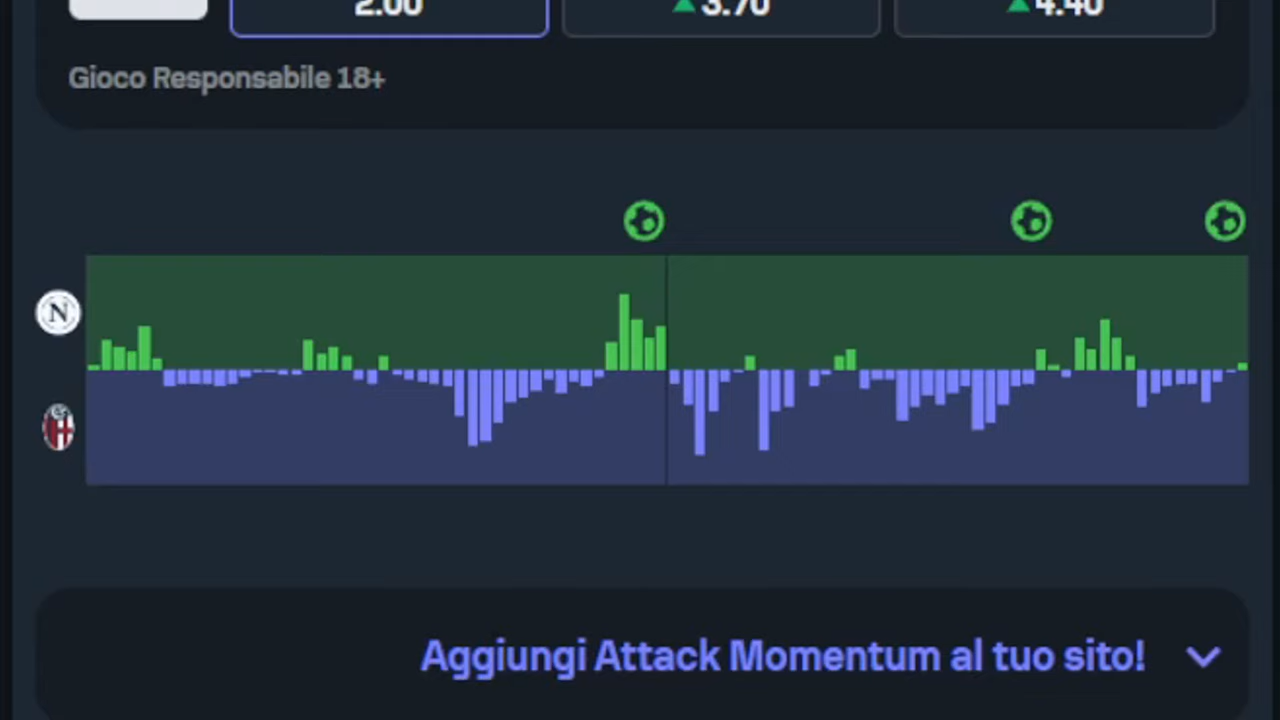 2.00
3.70
4.40
Gioco Responsabile 18+
N
Aggiungi Attack Momentum al tuo sito!